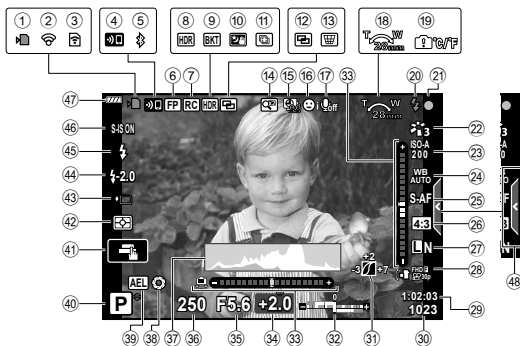 ① ② ③ ④ ⑤ ⑧ ⑨ ⑩ ⑪ ⑫ ⑬ ⑱ ⑲
HDR BKT T W 28mm °C/°F
⑥ ⑦ ⑭ ⑮ ⑯ ⑰ ㉝ ⑳ ㉑
㊼ FP RC HDR i off T W 28mm
㊻ S-IS ON 3 ㉒
ISO-A 200 ㉓
㊺
WB AUTO ㉔
㊹ -2.0
S-AF ㉕ F
㊸
4:3 ㉖
㊷
L N ㉗
㊶ +2 FHD F 30p ㉘ ㊽
-3 +7 -7
AEL
1:02:03 ㉙
㊵ P 250 F5.6 +2.0 0 1023
㊴ ㊳ ㊲ ㊱ ㉟ ㉞ ㉝ ㉜ ㉛ ㉚